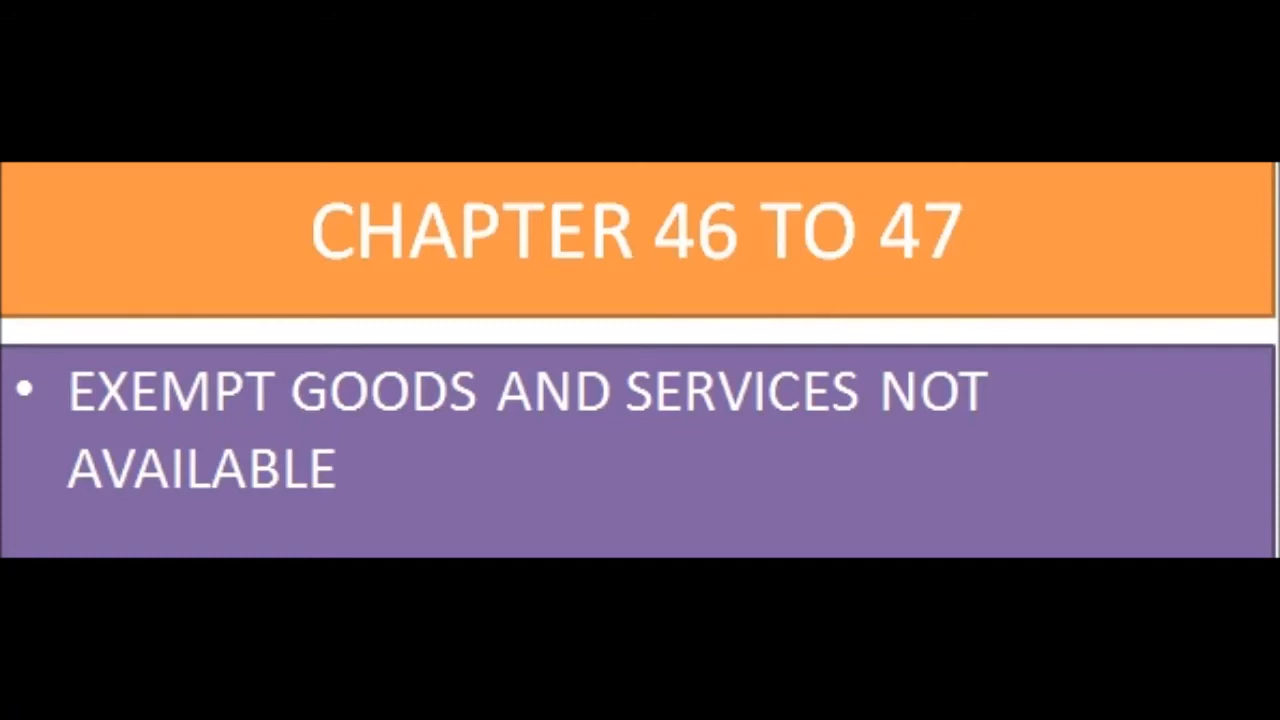 CHAPTER 46 TO 47
• EXEMPT GOODS AND SERVICES NOT
AVAILABLE